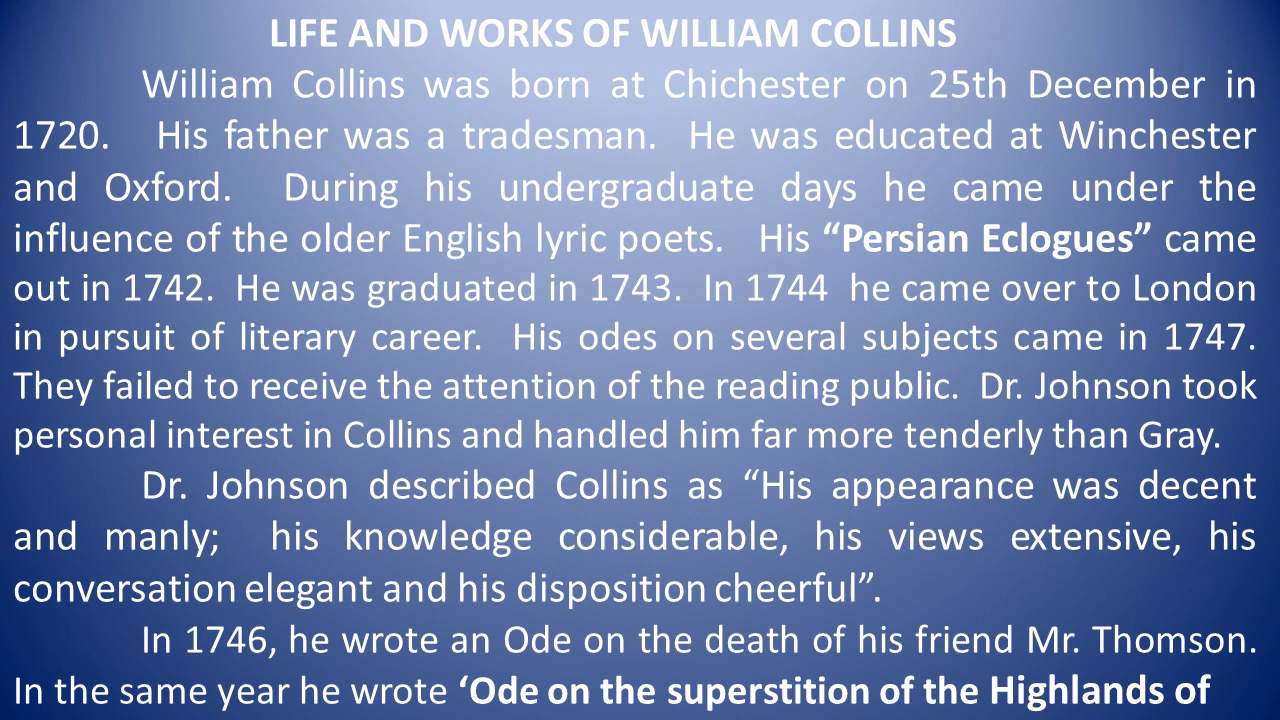 LIFE AND WORKS OF WILLIAM COLLINS
William Collins was born at Chichester on 25th December in
1720. His father was a tradesman. He was educated at Winchester
and Oxford. During his undergraduate days he came under the
influence of the older English lyric poets. His “Persian Eclogues” came
out in 1742. He was graduated in 1743. In 1744 he came over to London
in pursuit of literary career. His odes on several subjects came in 1747.
They failed to receive the attention of the reading public. Dr. Johnson took
personal interest in Collins and handled him far more tenderly than Gray.
Dr. Johnson described Collins as “His appearance was decent
and manly; his knowledge considerable, his views extensive, his
conversation elegant and his disposition cheerful”.
In 1746, he wrote an Ode on the death of his friend Mr. Thomson.
In the same year he wrote ‘Ode on the superstition of the Highlands of